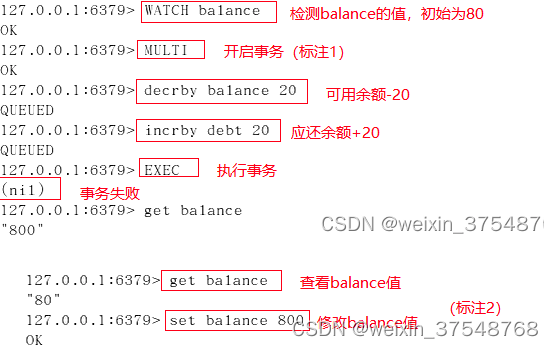 127.0.0.1:6379> WATCH balance 检测balance的值，初始为80
OK
127.0.0.1:6379> MULTI 开启事务（标注1）
OK
127.0.0.1:6379> decrby balance 20 可用余额-20
QUEUED
127.0.0.1:6379> incrby debt 20 应还余额+20
QUEUED
127.0.0.1:6379> EXEC 执行事务
(nil) 事务失败
127.0.0.1:6379> get balance
"800"
CSDN @weixin_37548768
127.0.0.1:6379> get balance 查看balance值
"80"
（标注2）
127.0.0.1:6379> set balance 800 修改balance值
OK
CSDN @weixin_37548768